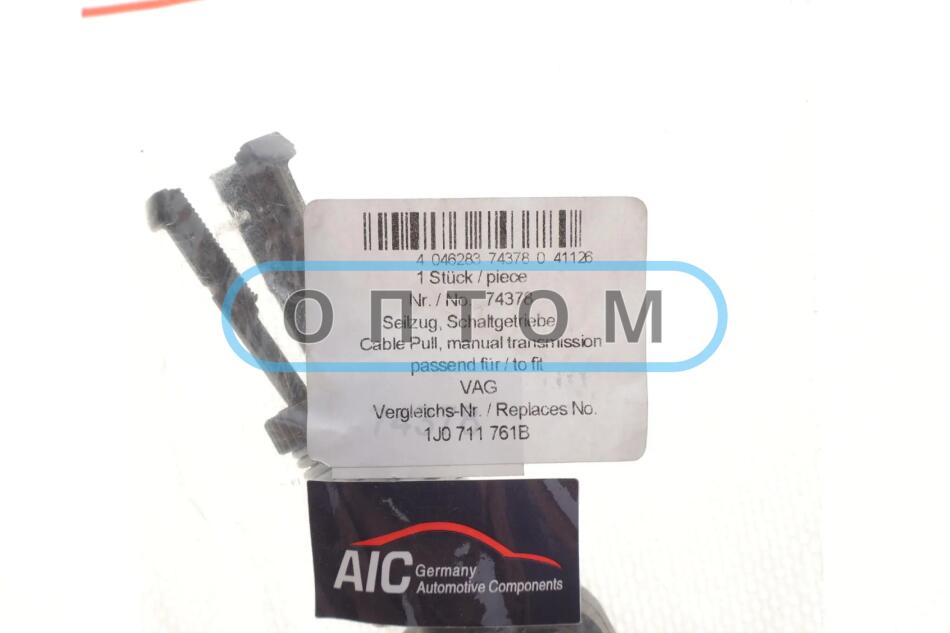 4 046283 74378 0 41126
1 Stück / piece
Nr. / No. 74378
Seilzug, Schaltgetriebe
Cable Pull, manual transmission
passend für / to fit
VAG
Vergleichs-Nr. / Replaces No.
1J0 711 761B
ОПТОМ
AIC Germany
Automotive Components